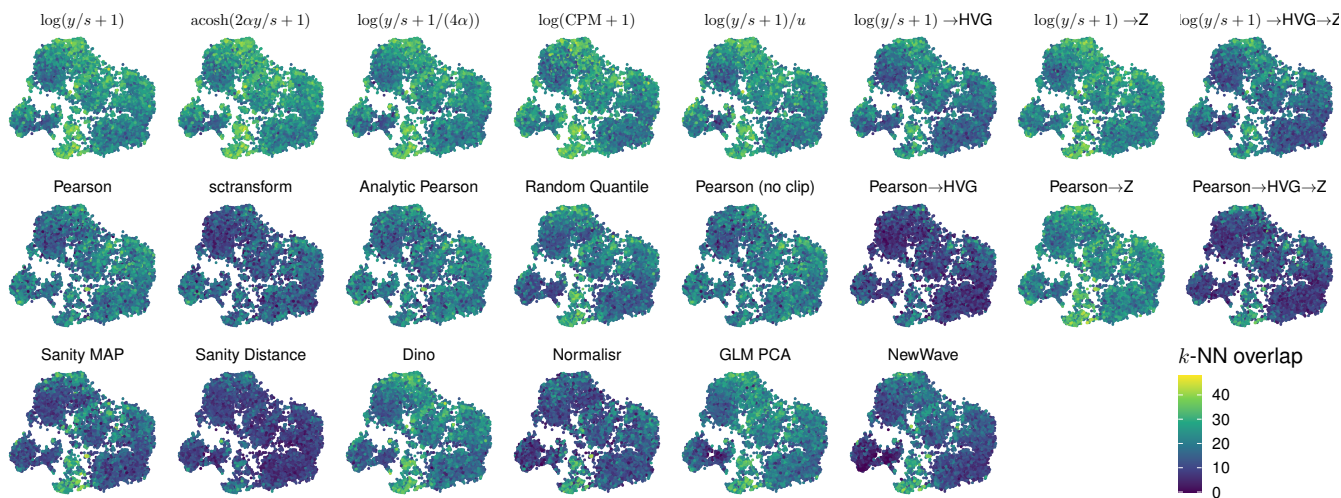 log(y/s + 1) acosh(2αy/s + 1) log(y/s + 1/(4α)) log(CPM + 1) log(y/s + 1)/u log(y/s + 1) →HVG log(y/s + 1) →Z log(y/s + 1) →HVG→Z
Pearson sctransform Analytic Pearson Random Quantile Pearson (no clip) Pearson→HVG Pearson→Z Pearson→HVG→Z
Sanity MAP Sanity Distance Dino Normalisr GLM PCA NewWave
k-NN overlap
40
30
20
10
0